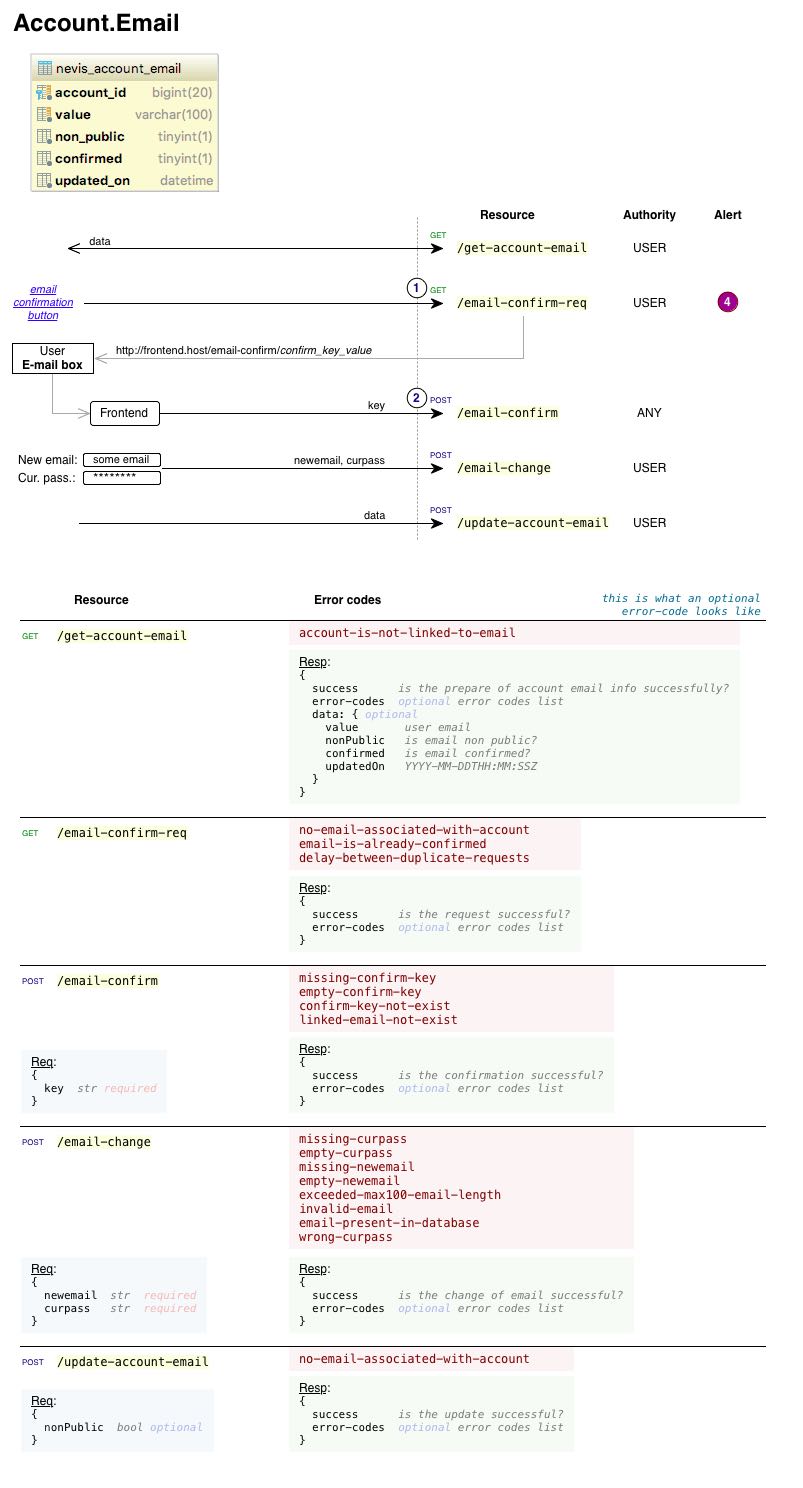 Account.Email
nevis_account_email
account_id bigint(20)
value varchar(100)
non_public tinyint(1)
confirmed tinyint(1)
updated_on datetime
Resource Authority Alert
data GET /get-account-email USER
email
confirmation
button
1 GET /email-confirm-req USER 4
User
E-mail box
http://frontend.host/email-confirm/confirm_key_value
Frontend key 2 POST /email-confirm ANY
New email: some email
Cur. pass.: ********
newemail, curpass POST /email-change USER
data POST /update-account-email USER
Resource Error codes
this is what an optional
error-code looks like
GET /get-account-email
account-is-not-linked-to-email
Resp:
{
success is the prepare of account email info successfully?
error-codes optional error codes list
data: { optional
value user email
nonPublic is email non public?
confirmed is email confirmed?
updatedOn YYYY-MM-DDTHH:MM:SSZ
}
}
GET /email-confirm-req
no-email-associated-with-account
email-is-already-confirmed
delay-between-duplicate-requests
Resp:
{
success is the request successful?
error-codes optional error codes list
}
POST /email-confirm
missing-confirm-key
empty-confirm-key
confirm-key-not-exist
linked-email-not-exist
Req:
{
key str required
}
Resp:
{
success is the confirmation successful?
error-codes optional error codes list
}
POST /email-change
missing-curpass
empty-curpass
missing-newemail
empty-newemail
exceeded-max100-email-length
invalid-email
email-present-in-database
wrong-curpass
Req:
{
newemail str required
curpass str required
}
Resp:
{
success is the change of email successful?
error-codes optional error codes list
}
POST /update-account-email
no-email-associated-with-account
Req:
{
nonPublic bool optional
}
Resp:
{
success is the update successful?
error-codes optional error codes list
}